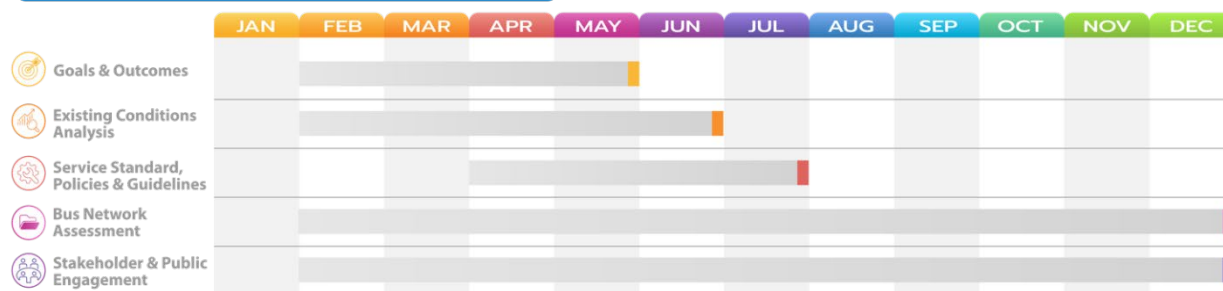 JAN FEB MAR APR MAY JUN JUL AUG SEP OCT NOV DEC
Goals & Outcomes
Existing Conditions
Analysis
Service Standard,
Policies & Guidelines
Bus Network
Assessment
Stakeholder & Public
Engagement